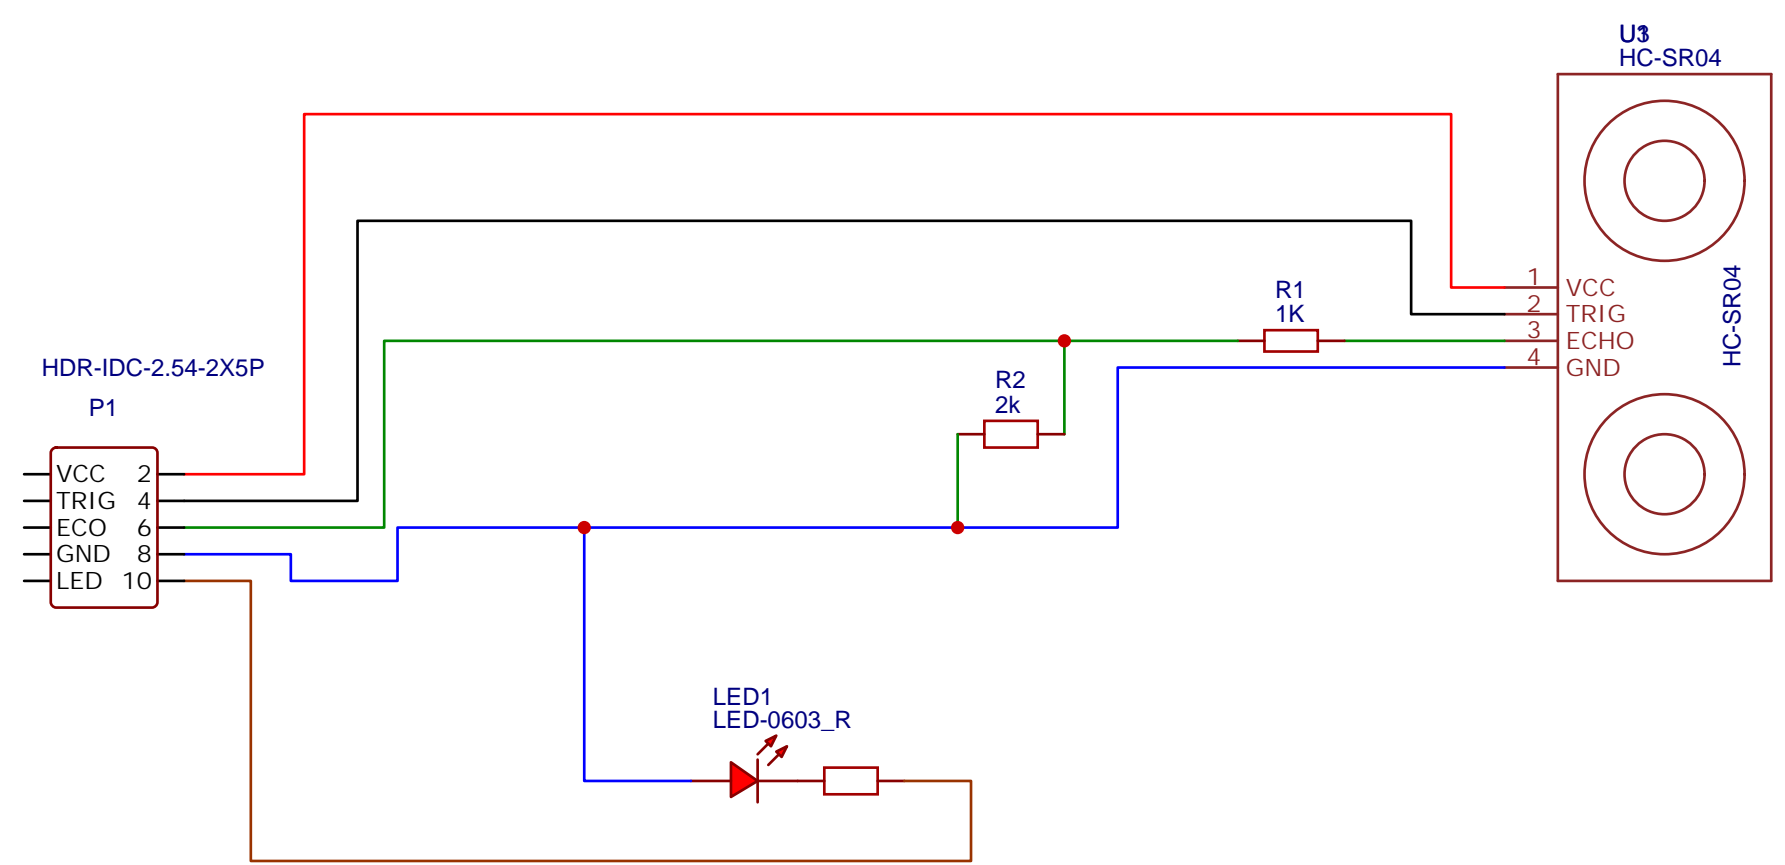 HC-SR04
1
VCC
2
TRIG
3
ECHO
4
GND
HC-SR04
R1
1K
R2
2k
HDR-IDC-2.54-2X5P
P1
VCC 2
TRIG 4
ECO 6
GND 8
LED 10
LED1
LED-0603_R